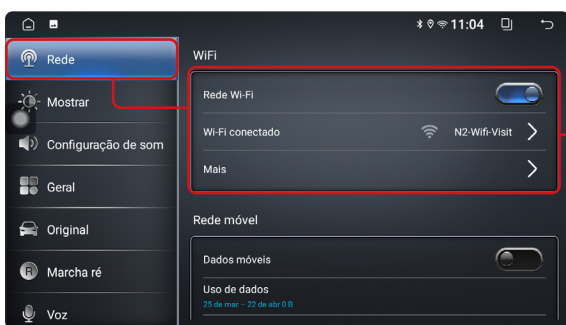 11:04
Rede
WiFi
Mostrar
Rede Wi-Fi
Configuração de som
Wi-Fi conectado
N2-Wifi-Visit
Geral
Mais
Original
Rede móvel
Marcha ré
Dados móveis
R
Voz
Uso de dados
25 de mar – 22 de abr 0 B